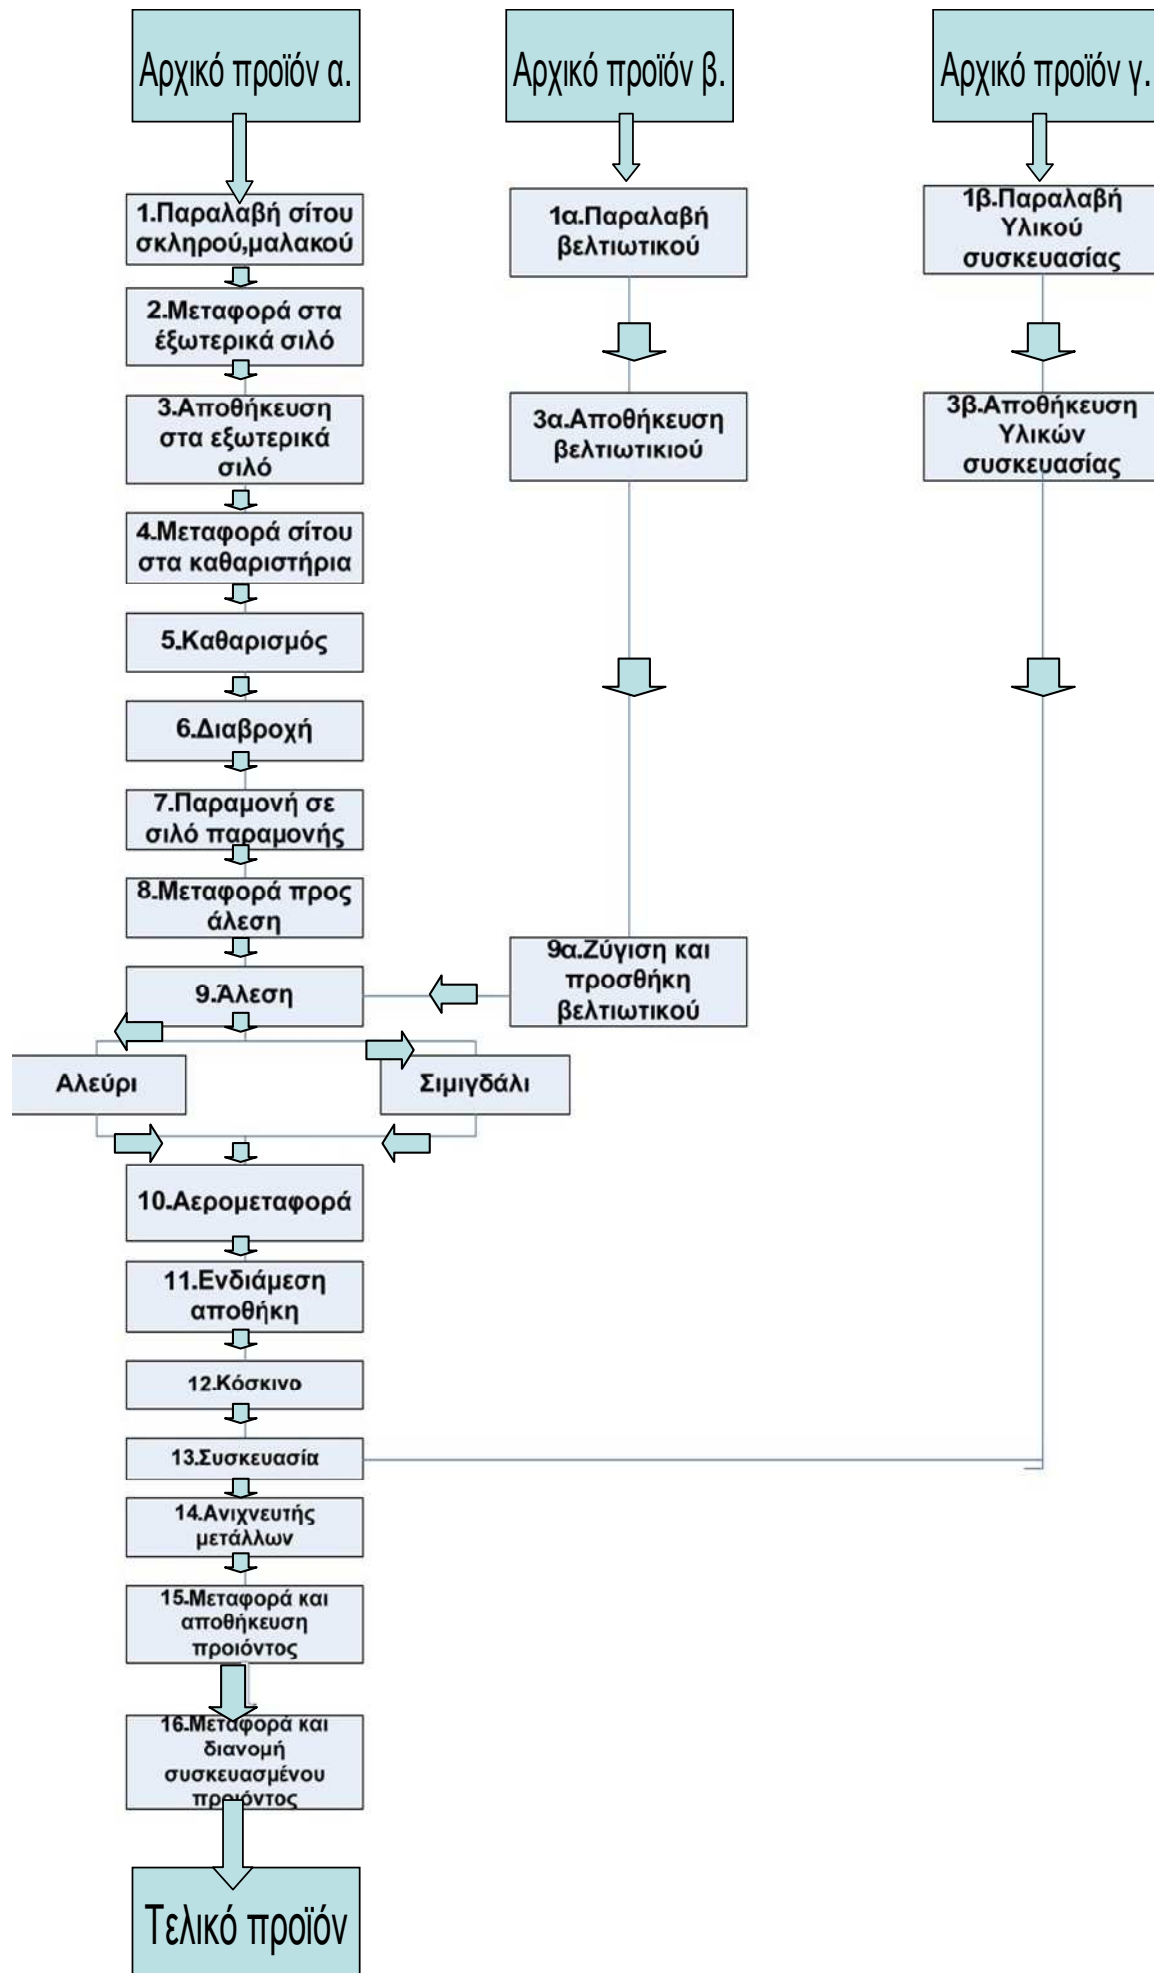 Αρχικό προϊόν α.
Αρχικό προϊόν β.
Αρχικό προϊόν γ.
1.Παραλαβή σίτου
σκληρού,μαλακού
1α.Παραλαβή
βελτιωτικού
1β.Παραλαβή
Υλικού
συσκευασίας
2.Μεταφορά στα
έξωτερικά σιλό
3.Αποθήκευση
στα εξωτερικά
σιλό
3α.Αποθήκευση
βελτιωτικιού
3β.Αποθήκευση
Υλικών
συσκευασίας
4.Μεταφορά σίτου
στα καθαριστήρια
5.Καθαρισμός
6.Διαβροχή
7.Παραμονή σε
σιλό παραμονής
8.Μεταφορά προς
άλεση
9.Άλεση
9α.Ζύγιση και
προσθήκη
βελτιωτικού
Αλεύρι
Σιμιγδάλι
10.Αερομεταφορά
11.Ενδιάμεση
αποθήκη
12.Κόσκινο
13.Συσκευασία
14.Ανιχνευτής
μετάλλων
15.Μεταφορά και
αποθήκευση
προιόντος
16.Μεταφορά και
διανομή
συσκευασμένου
προιόντος
Τελικό προϊόν